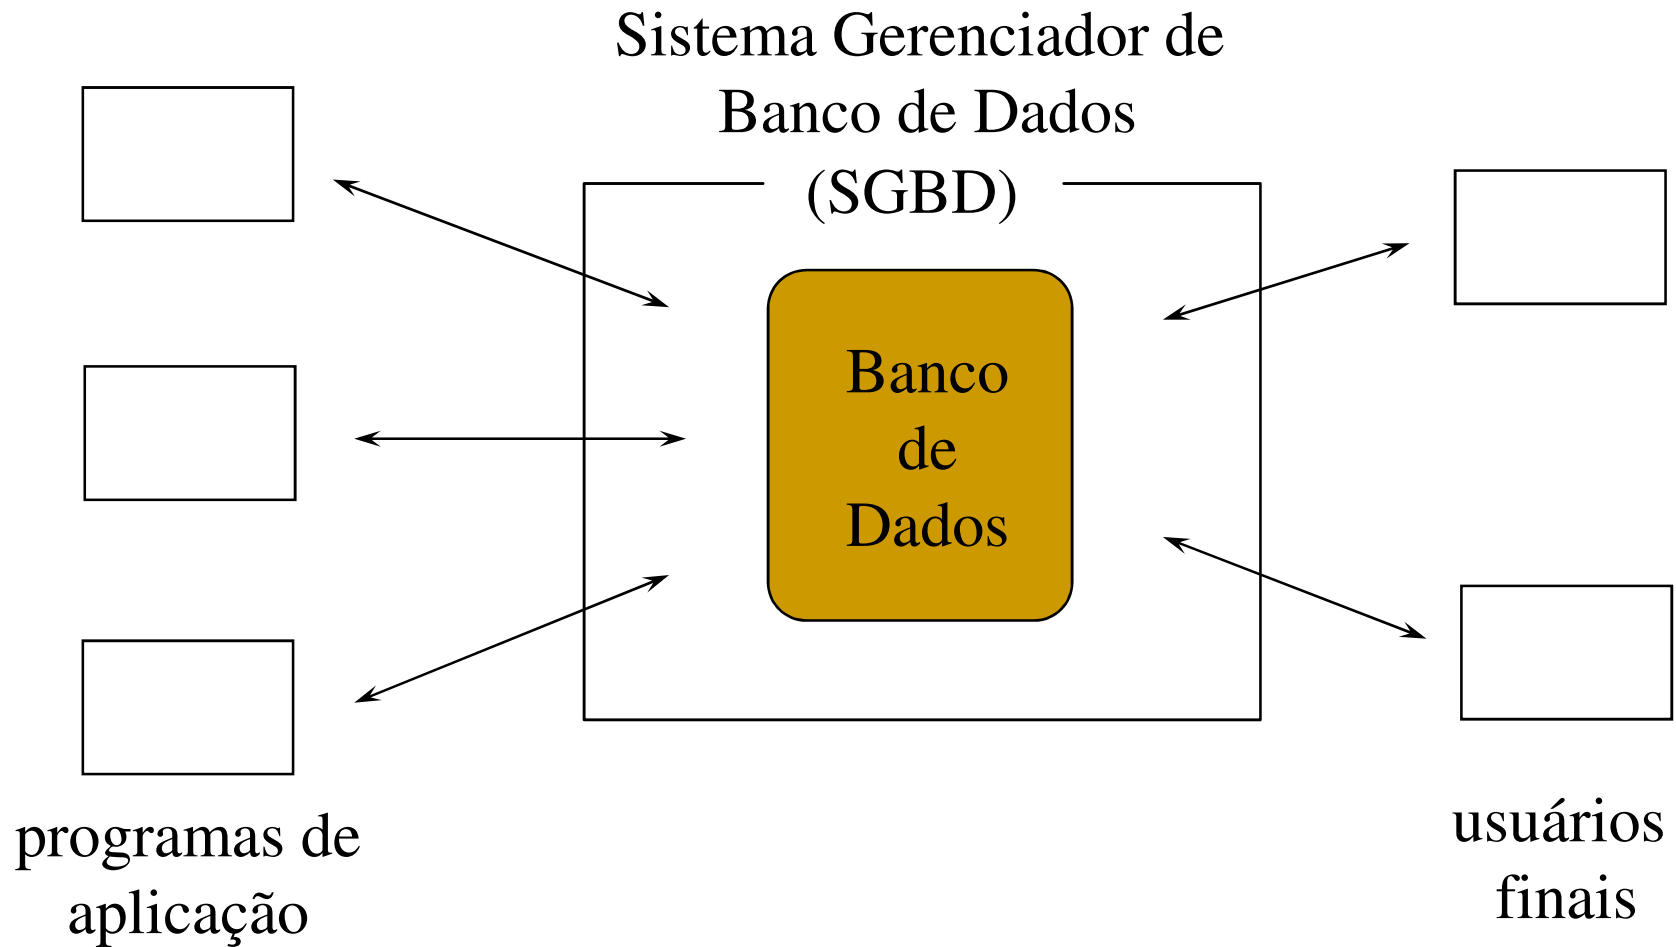 Sistema Gerenciador de
Banco de Dados
(SGBD)
Banco
de
Dados
programas de
aplicação
usuários
finais